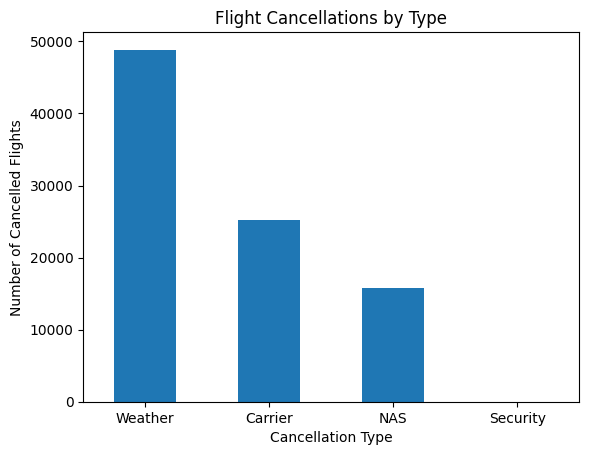 Flight Cancellations by Type
Number of Cancelled Flights
50000
40000
30000
20000
10000
0
Weather Carrier NAS Security
Cancellation Type